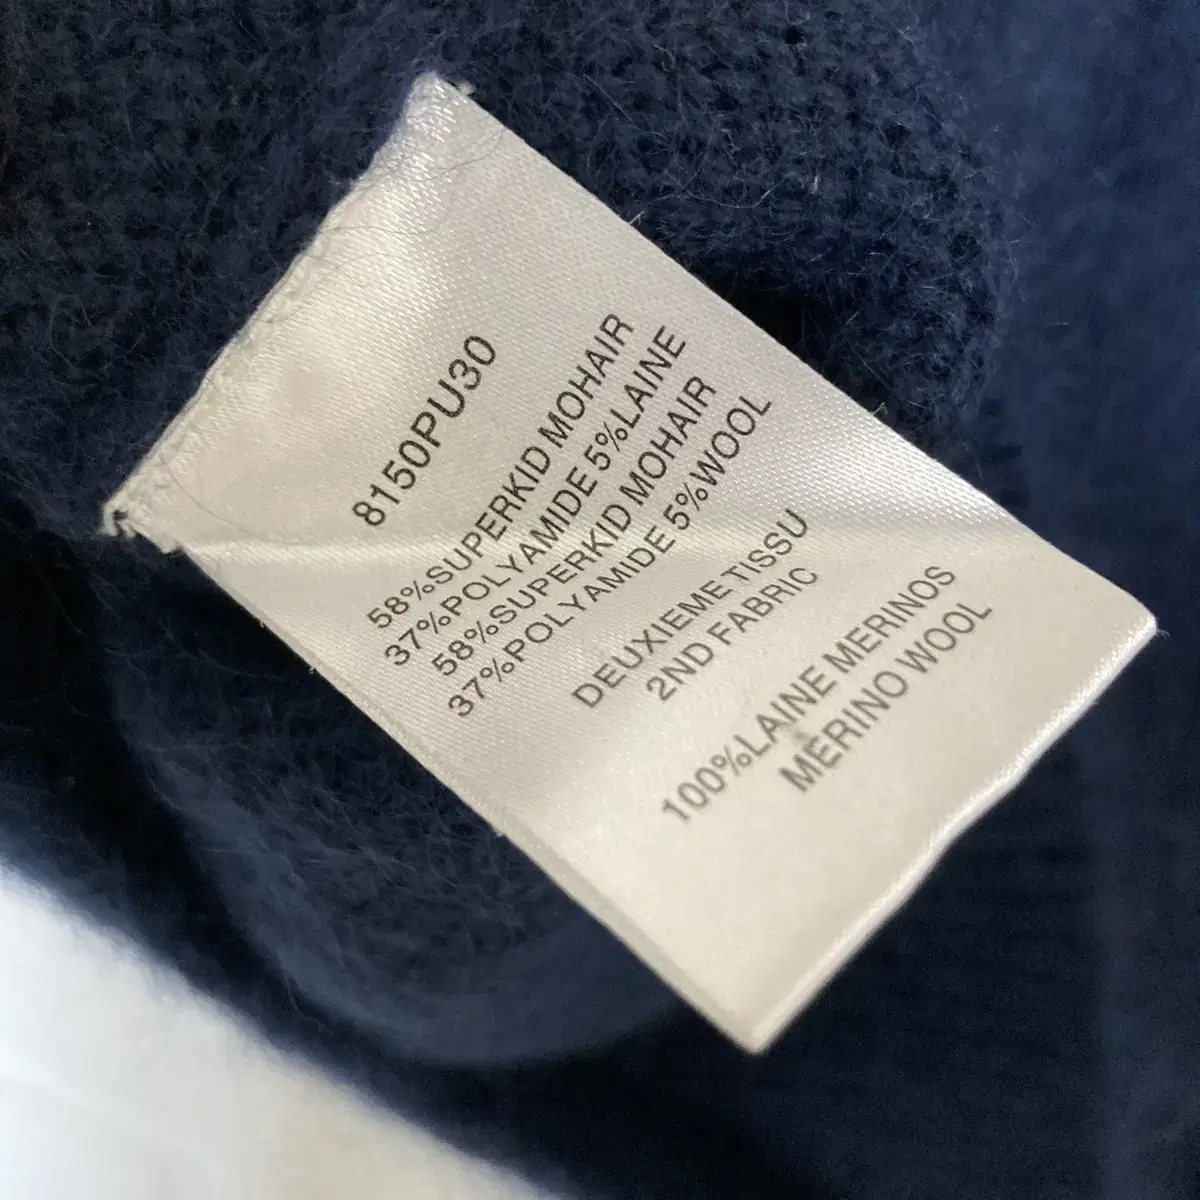 8150PU30
58%SUPERKID MOHAIR
37%POLYAMIDE 5%LAINE
58%SUPERKID MOHAIR
37%POLYAMIDE 5%WOOL
DEUXIEME TISSU
2ND FABRIC
100%LAINE MERINOS
MERINO WOOL